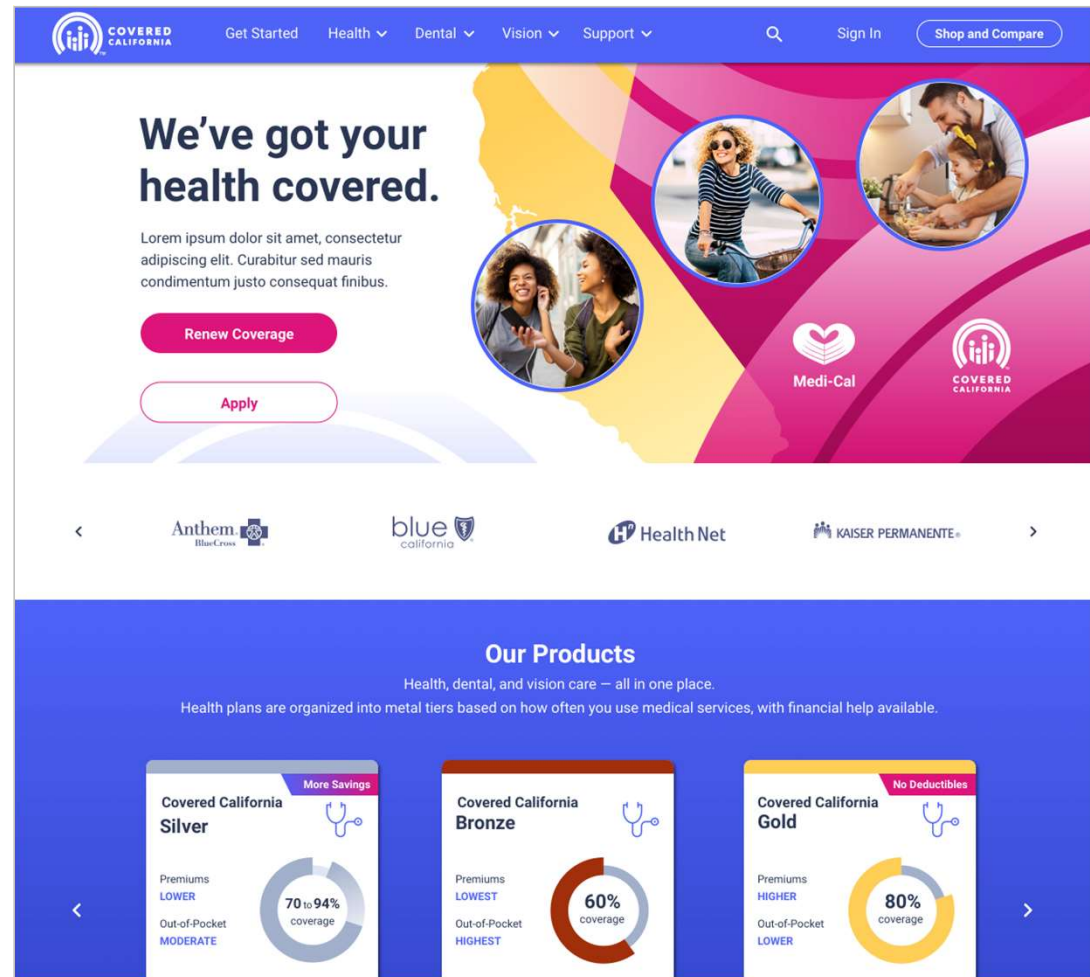 COVERED
CALIFORNIA
Get Started Health Dental Vision Support Sign In Shop and Compare
We've got your
health covered.
Lorem ipsum dolor sit amet, consectetur
adipiscing elit. Curabitur sed mauris
condimentum justo consequat finibus.
Renew Coverage
Apply
Medi-Cal
COVERED
CALIFORNIA
Anthem
BlueCross
blue
california
Hn Health Net
KAISER PERMANENTE®
Our Products
Health, dental, and vision care — all in one place.
Health plans are organized into metal tiers based on how often you use medical services, with financial help available.
More Savings
Covered California
Silver
Premiums
LOWER
Out-of-Pocket
MODERATE
70 to 94%
coverage
Covered California
Bronze
Premiums
LOWEST
Out-of-Pocket
HIGHEST
60%
coverage
No Deductibles
Covered California
Gold
Premiums
HIGHER
Out-of-Pocket
LOWER
80%
coverage